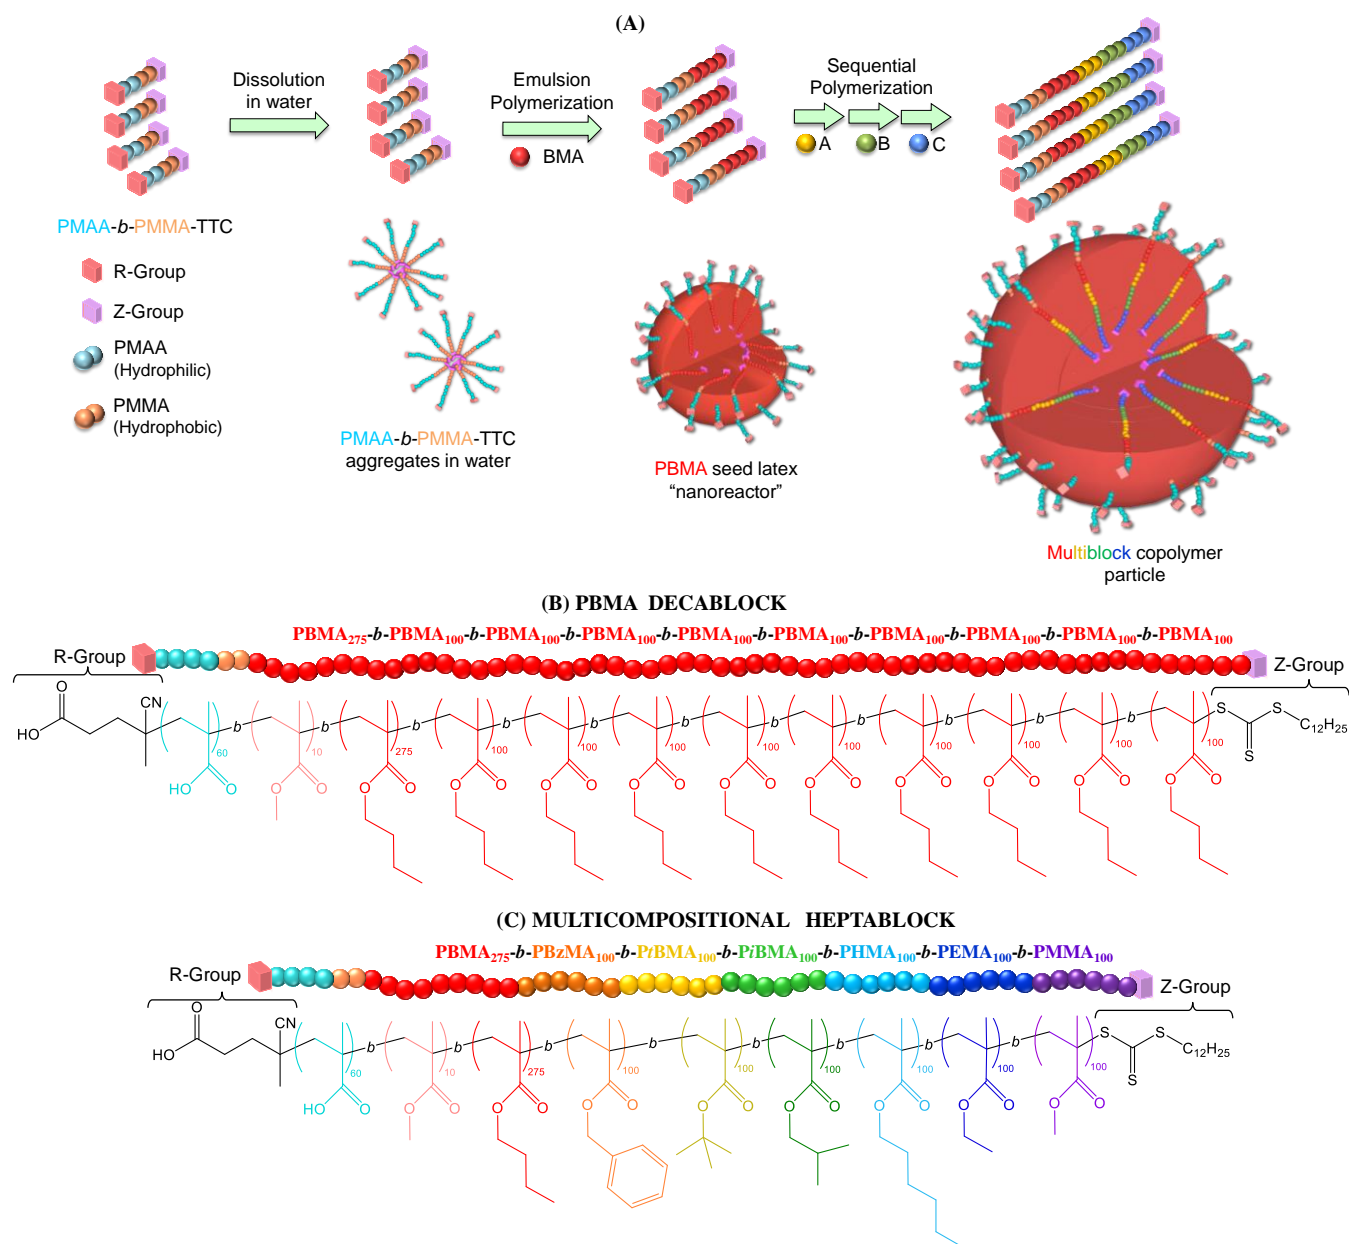 (A)
Dissolution
in water
Emulsion
Polymerization
BMA
Sequential
Polymerization
A B C
PMAA-b-PMMA-TTC
R-Group
Z-Group
PMAA
(Hydrophilic)
PMMA
(Hydrophobic)
PMAA-b-PMMA-TTC
aggregates in water
PBMA seed latex
“nanoreactor”
Multiblock copolymer
particle
(B) PBMA DECABLOCK
PBMA275-b-PBMA100-b-PBMA100-b-PBMA100-b-PBMA100-b-PBMA100-b-PBMA100-b-PBMA100-b-PBMA100-b-PBMA100
R-Group
Z-Group
O CN HO
b b b b b b b b b b b
60 10 275 100 100 100 100 100 100 100 100 100
S S C12H25
S
HO O O O O O O O O O O O O O O O O O O O O O O O
(C) MULTICOMPOSITIONAL HEPTABLOCK
PBMA275-b-PBzMA100-b-PtBMA100-b-PiBMA100-b-PHMA100-b-PEMA100-b-PMMA100
R-Group
Z-Group
O CN HO
b b b b b b b b
60 10 275 100 100 100 100 100 100
S S C12H25
S
HO O O O O O O O O O O O O O O O O O